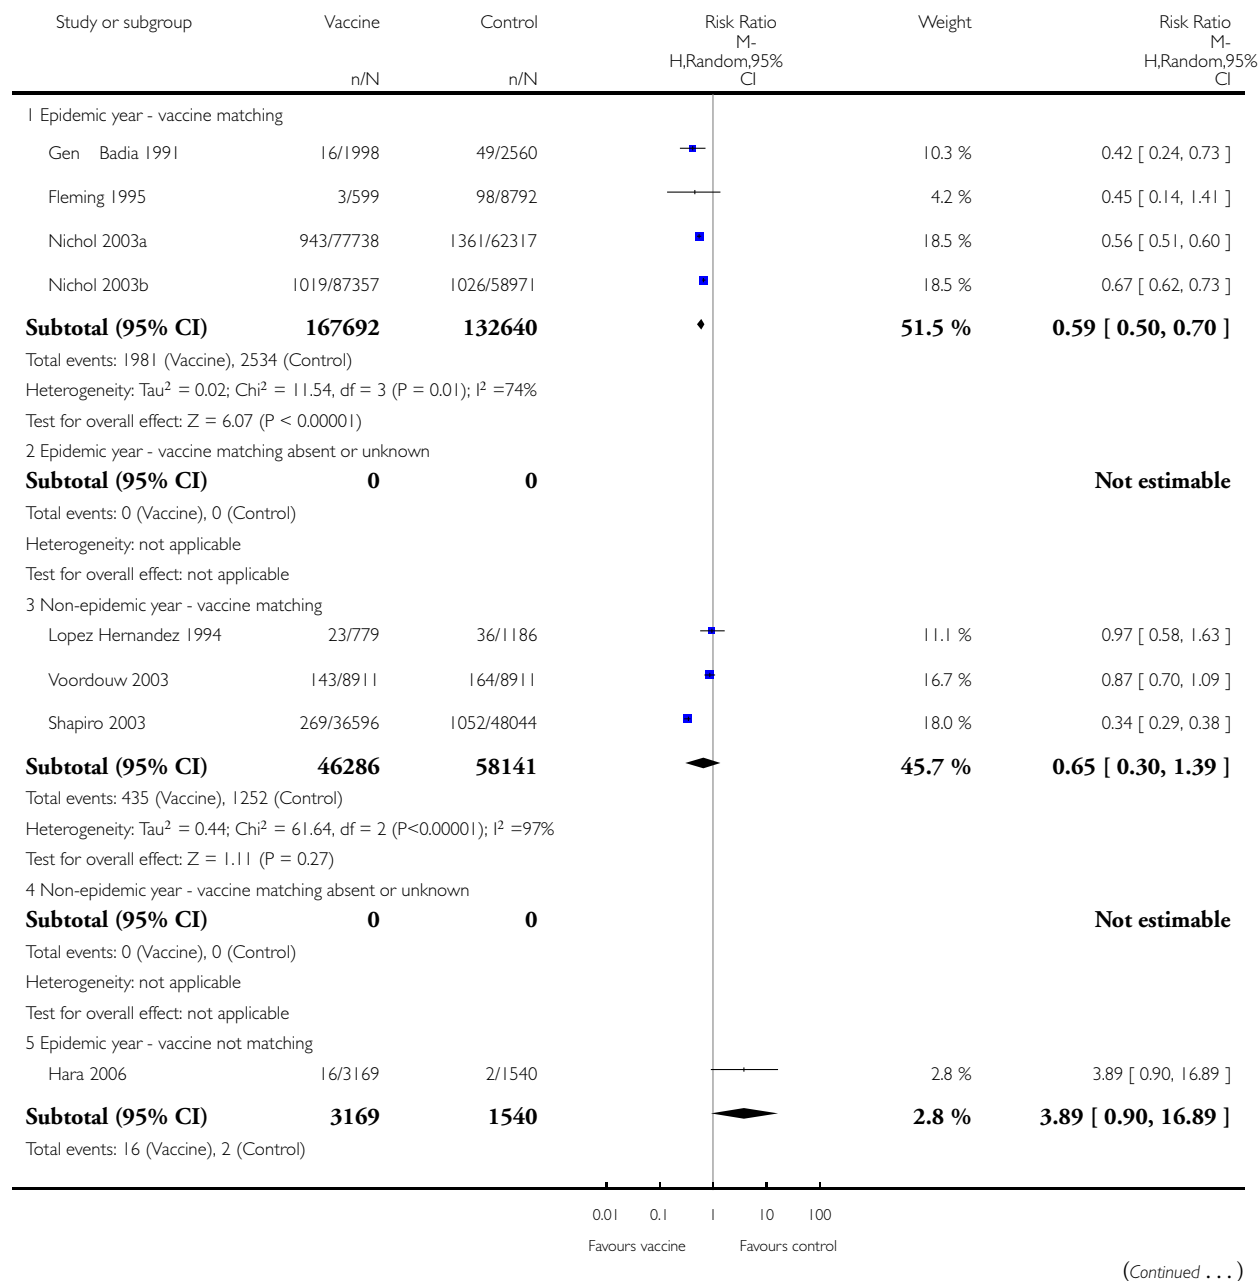 Study or subgroup Vaccine Control Risk Ratio Weight Risk Ratio
M- M-
H,Random,95% H,Random,95%
n/N n/N CI CI
1 Epidemic year - vaccine matching
Gen Badia 1991 16/1998 49/2560 10.3 % 0.42 [ 0.24, 0.73 ]
Fleming 1995 3/599 98/8792 4.2 % 0.45 [ 0.14, 1.41 ]
Nichol 2003a 943/77738 1361/62317 18.5 % 0.56 [ 0.51, 0.60 ]
Nichol 2003b 1019/87357 1026/58971 18.5 % 0.67 [ 0.62, 0.73 ]
Subtotal (95% CI) 167692 132640 51.5 % 0.59 [ 0.50, 0.70 ]
Total events: 1981 (Vaccine), 2534 (Control)
Heterogeneity: Tau² = 0.02; Chi² = 11.54, df = 3 (P = 0.01); I² =74%
Test for overall effect: Z = 6.07 (P < 0.00001)
2 Epidemic year - vaccine matching absent or unknown
Subtotal (95% CI) 0 0 Not estimable
Total events: 0 (Vaccine), 0 (Control)
Heterogeneity: not applicable
Test for overall effect: not applicable
3 Non-epidemic year - vaccine matching
Lopez Hernandez 1994 23/779 36/1186 11.1 % 0.97 [ 0.58, 1.63 ]
Voordouw 2003 143/8911 164/8911 16.7 % 0.87 [ 0.70, 1.09 ]
Shapiro 2003 269/36596 1052/48044 18.0 % 0.34 [ 0.29, 0.38 ]
Subtotal (95% CI) 46286 58141 45.7 % 0.65 [ 0.30, 1.39 ]
Total events: 435 (Vaccine), 1252 (Control)
Heterogeneity: Tau² = 0.44; Chi² = 61.64, df = 2 (P<0.00001); I² =97%
Test for overall effect: Z = 1.11 (P = 0.27)
4 Non-epidemic year - vaccine matching absent or unknown
Subtotal (95% CI) 0 0 Not estimable
Total events: 0 (Vaccine), 0 (Control)
Heterogeneity: not applicable
Test for overall effect: not applicable
5 Epidemic year - vaccine not matching
Hara 2006 16/3169 2/1540 2.8 % 3.89 [ 0.90, 16.89 ]
Subtotal (95% CI) 3169 1540 2.8 % 3.89 [ 0.90, 16.89 ]
Total events: 16 (Vaccine), 2 (Control)
0.01 0.1 1 10 100
Favours vaccine Favours control
(Continued . . . )